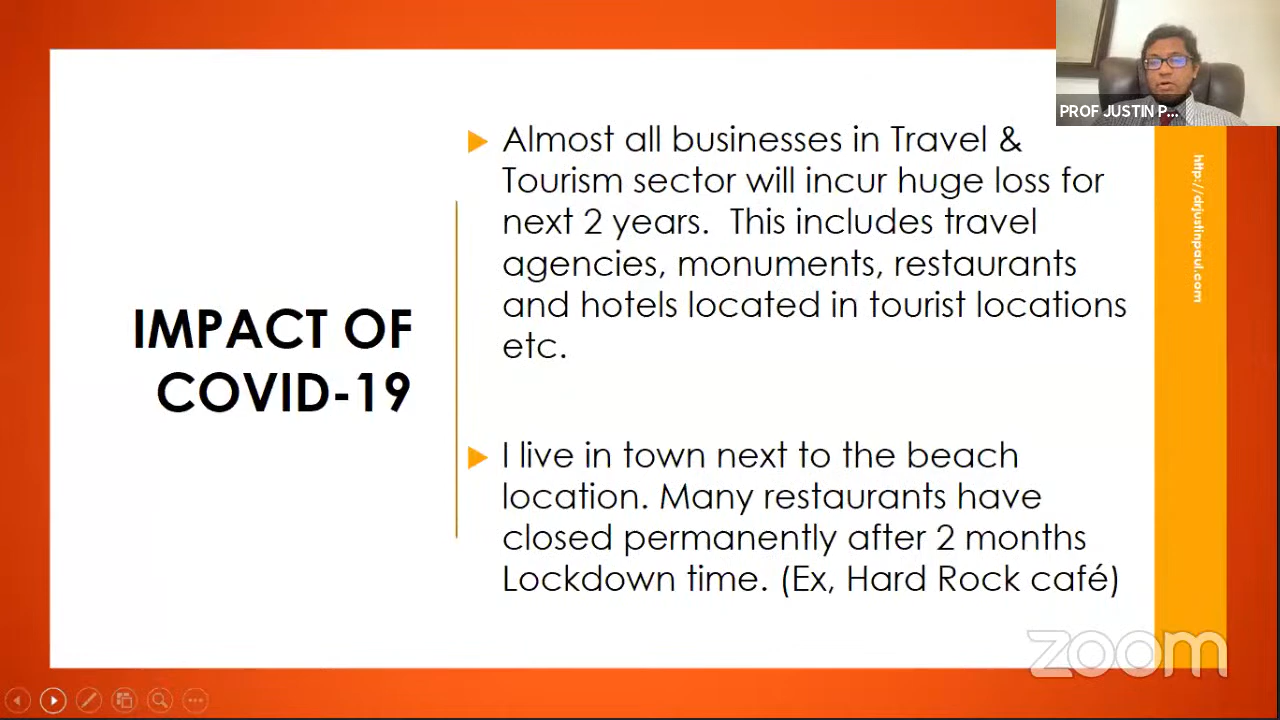 PROF JUSTIN P...
http://drjustinpaul.com
IMPACT OF
COVID-19
Almost all businesses in Travel &
Tourism sector will incur huge loss for
next 2 years.  This includes travel
agencies, monuments, restaurants
and hotels located in tourist locations
etc.
I live in town next to the beach
location. Many restaurants have
closed permanently after 2 months
Lockdown time. (Ex, Hard Rock café)
zoom